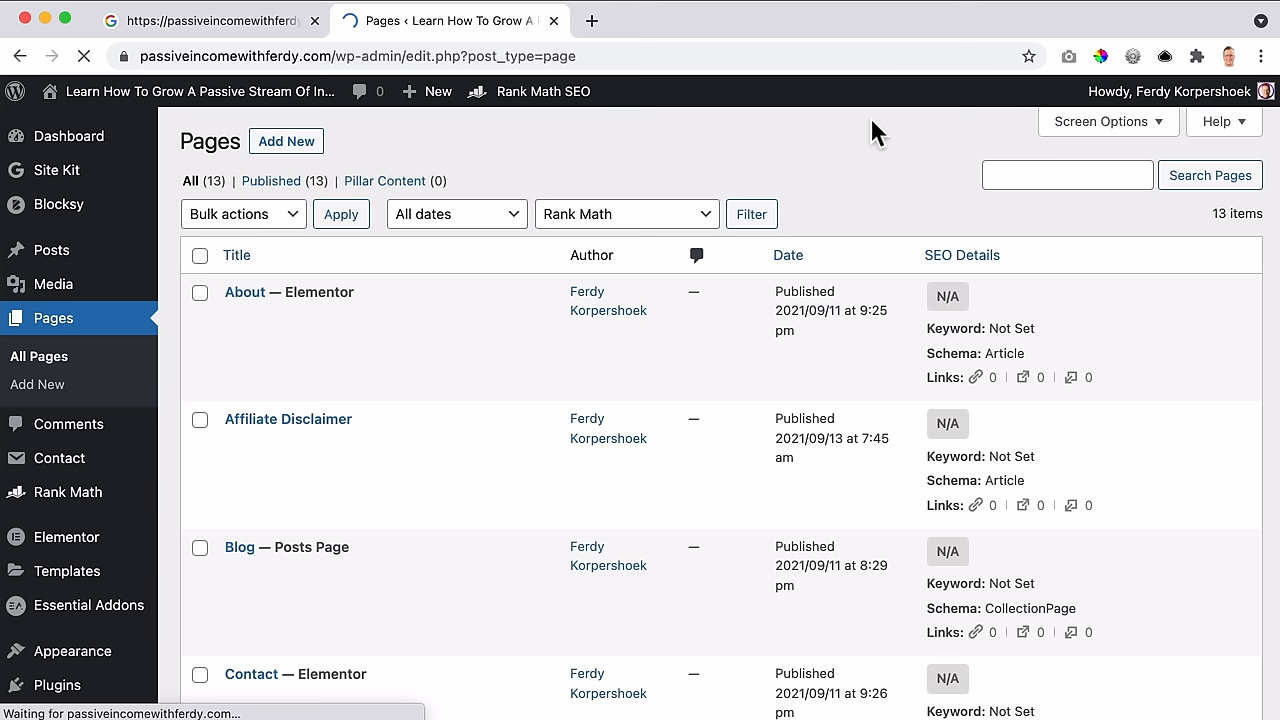 https://passiveincomewithferdy
Pages ‹ Learn How To Grow A
passiveincomewithferdy.com/wp-admin/edit.php?post_type=page
Learn How To Grow A Passive Stream Of In...
0
New
Rank Math SEO
Howdy, Ferdy Korpershoek
Dashboard
Site Kit
Blocksy
Posts
Media
Pages
All Pages
Add New
Comments
Contact
Rank Math
Elementor
Templates
Essential Addons
Appearance
Plugins
Pages
Add New
Screen Options
Help
All (13) | Published (13) | Pillar Content (0)
Search Pages
Bulk actions
Apply
All dates
Rank Math
Filter
13 items
Title
Author
Date
SEO Details
About — Elementor
Ferdy
Korpershoek
—
Published
2021/09/11 at 9:25
pm
N/A
Keyword: Not Set
Schema: Article
Links: 0 | 0 | 0
Affiliate Disclaimer
Ferdy
Korpershoek
—
Published
2021/09/13 at 7:45
am
N/A
Keyword: Not Set
Schema: Article
Links: 0 | 0 | 0
Blog — Posts Page
Ferdy
Korpershoek
—
Published
2021/09/11 at 8:29
pm
N/A
Keyword: Not Set
Schema: CollectionPage
Links: 0 | 0 | 0
Contact — Elementor
Ferdy
Korpershoek
—
Published
2021/09/11 at 9:26
pm
N/A
Keyword: Not Set
Waiting for passiveincomewithferdy.com...